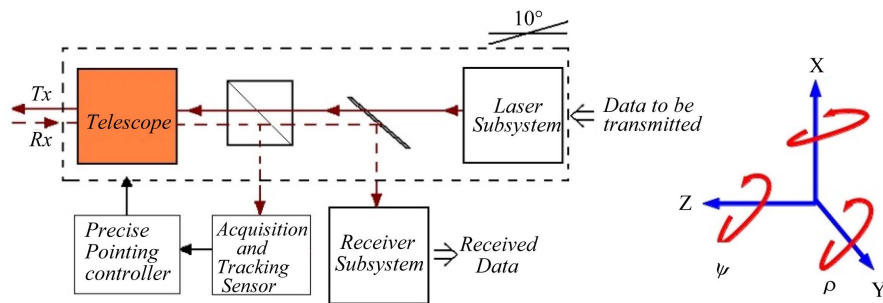 10°
Tx
Rx
Telescope
Laser
Subsystem
Data to be
transmitted
Precise
Pointing
controller
Acquisition
and
Tracking
Sensor
Receiver
Subsystem
Received
Data
X
Z
Y
ψ
ρ